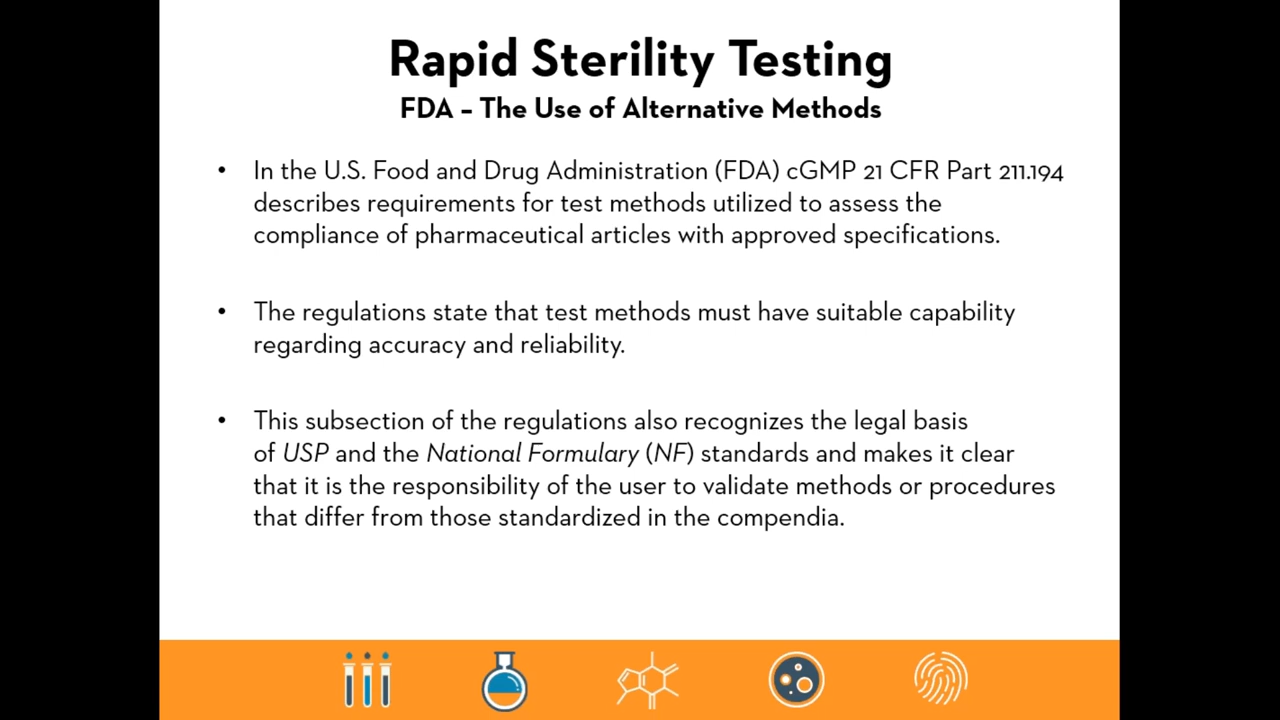 Rapid Sterility Testing
FDA – The Use of Alternative Methods
• In the U.S. Food and Drug Administration (FDA) cGMP 21 CFR Part 211.194
describes requirements for test methods utilized to assess the
compliance of pharmaceutical articles with approved specifications.
• The regulations state that test methods must have suitable capability
regarding accuracy and reliability.
• This subsection of the regulations also recognizes the legal basis
of USP and the National Formulary (NF) standards and makes it clear
that it is the responsibility of the user to validate methods or procedures
that differ from those standardized in the compendia.